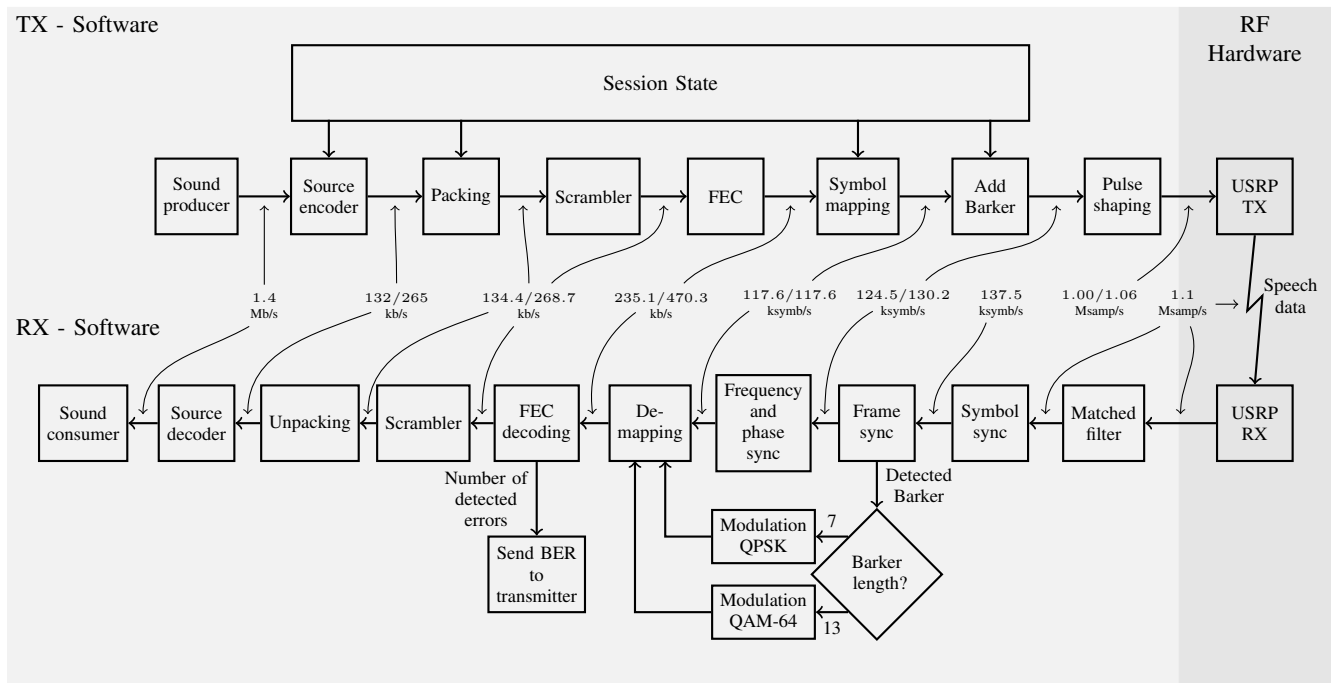 TX - Software
RF
Hardware
Session State
Sound
producer
Source
encoder
Packing
Scrambler
FEC
Symbol
mapping
Add
Barker
Pulse
shaping
USRP
TX
1.4
Mb/s
132/265
kb/s
134.4/268.7
kb/s
235.1/470.3
kb/s
117.6/117.6
ksymb/s
124.5/130.2
ksymb/s
137.5
ksymb/s
1.00/1.06
Msamp/s
1.1
Msamp/s
Speech
data
RX - Software
Sound
consumer
Source
decoder
Unpacking
Scrambler
FEC
decoding
De-
mapping
Frequency
and
phase
sync
Frame
sync
Symbol
sync
Matched
filter
USRP
RX
Number of
detected
errors
Detected
Barker
Send BER
to
transmitter
Modulation
QPSK
7
Barker
length?
Modulation
QAM-64
13